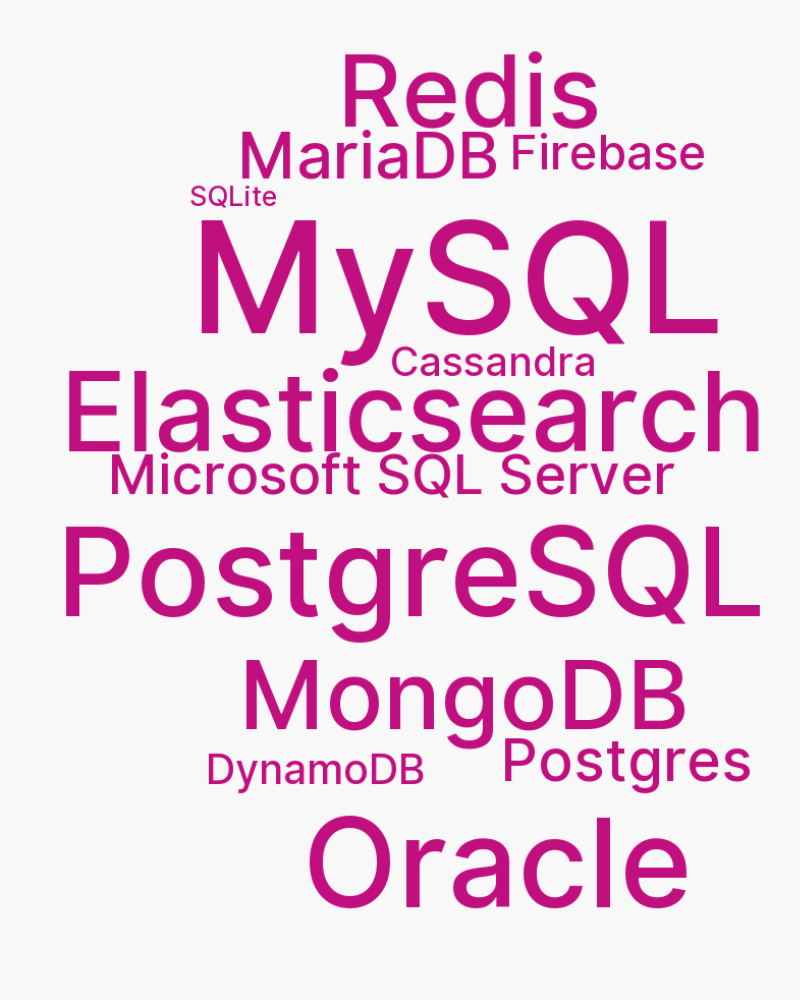 Redis
MariaDB Firebase
SQLite
MySQL
Cassandra
Elasticsearch
Microsoft SQL Server
PostgreSQL
MongoDB
DynamoDB Postgres
Oracle